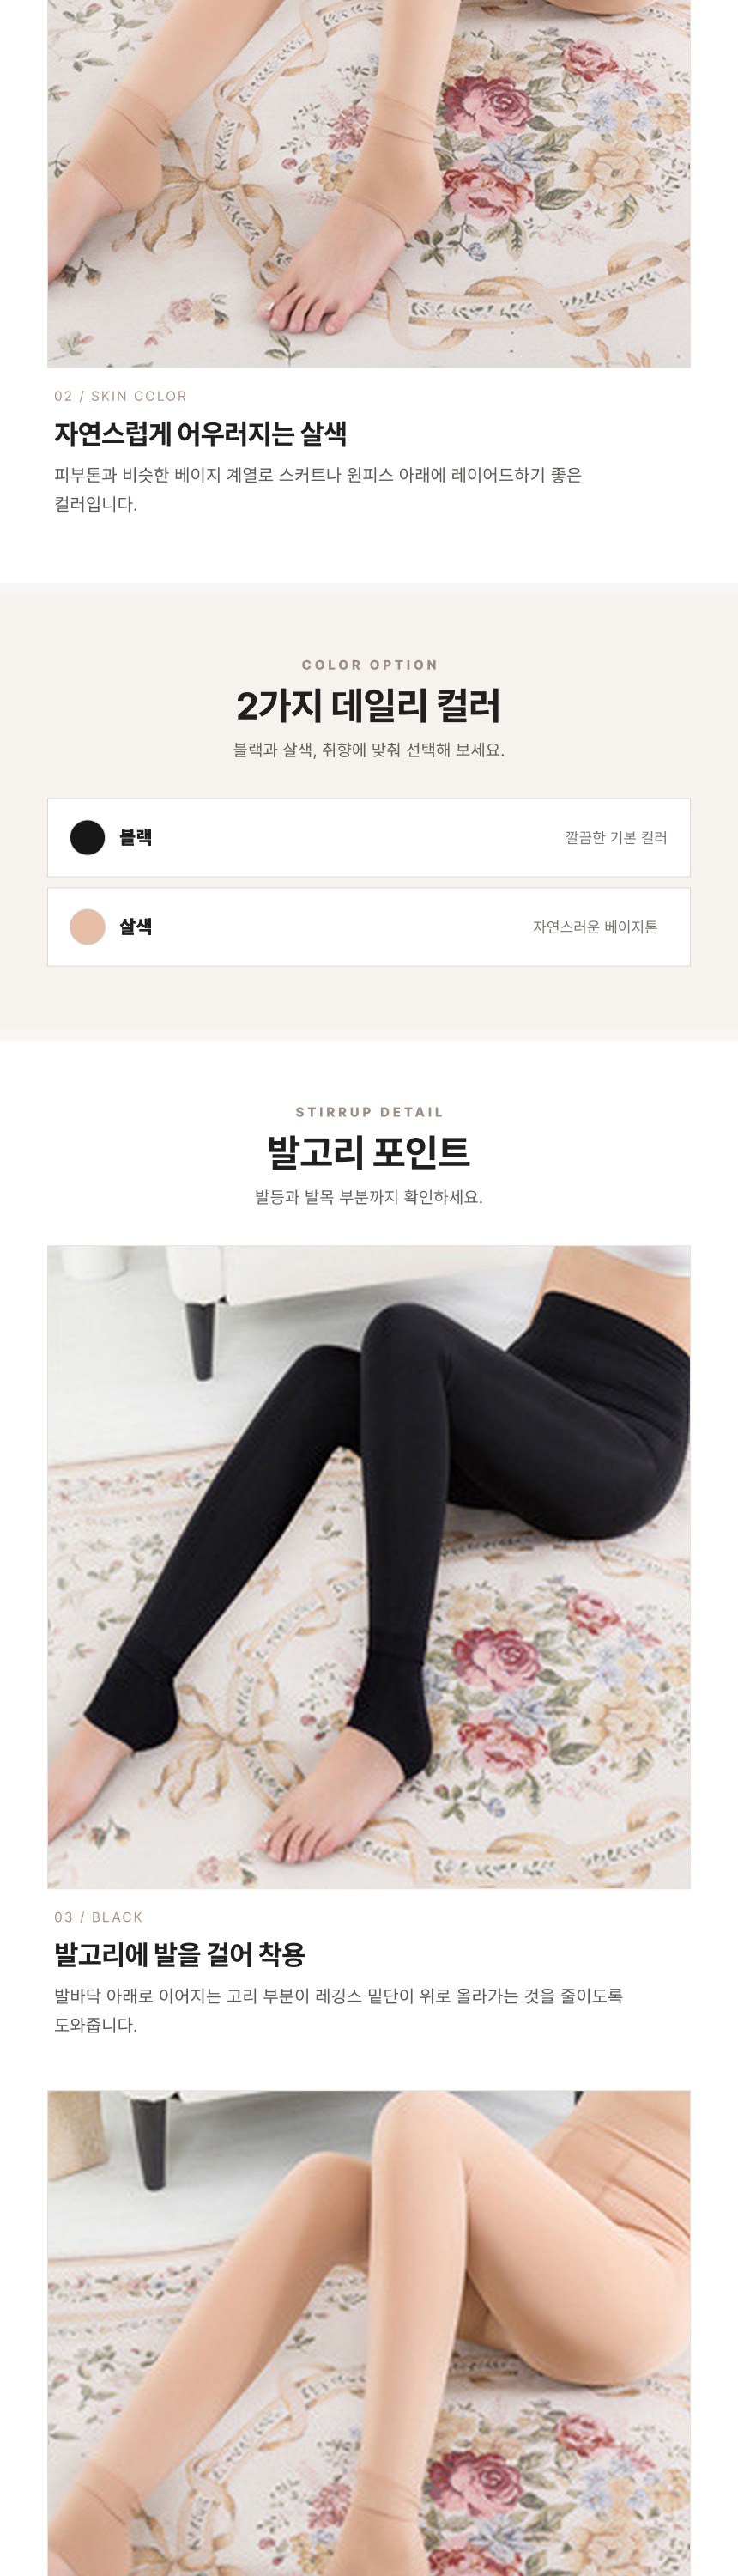 02 / SKIN COLOR
자연스럽게 어우러지는 살색
피부톤과 비슷한 베이지 계열로 스커트나 원피스 아래에 레이어드하기 좋은
컬러입니다.
COLOR OPTION
2가지 데일리 컬러
블랙과 살색, 취향에 맞춰 선택해 보세요.
블랙
깔끔한 기본 컬러
살색
자연스러운 베이지톤
STIRRUP DETAIL
발고리 포인트
발등과 발목 부분까지 확인하세요.
03 / BLACK
발고리에 발을 걸어 착용
발바닥 아래로 이어지는 고리 부분이 레깅스 밑단이 위로 올라가는 것을 줄이도록
도와줍니다.